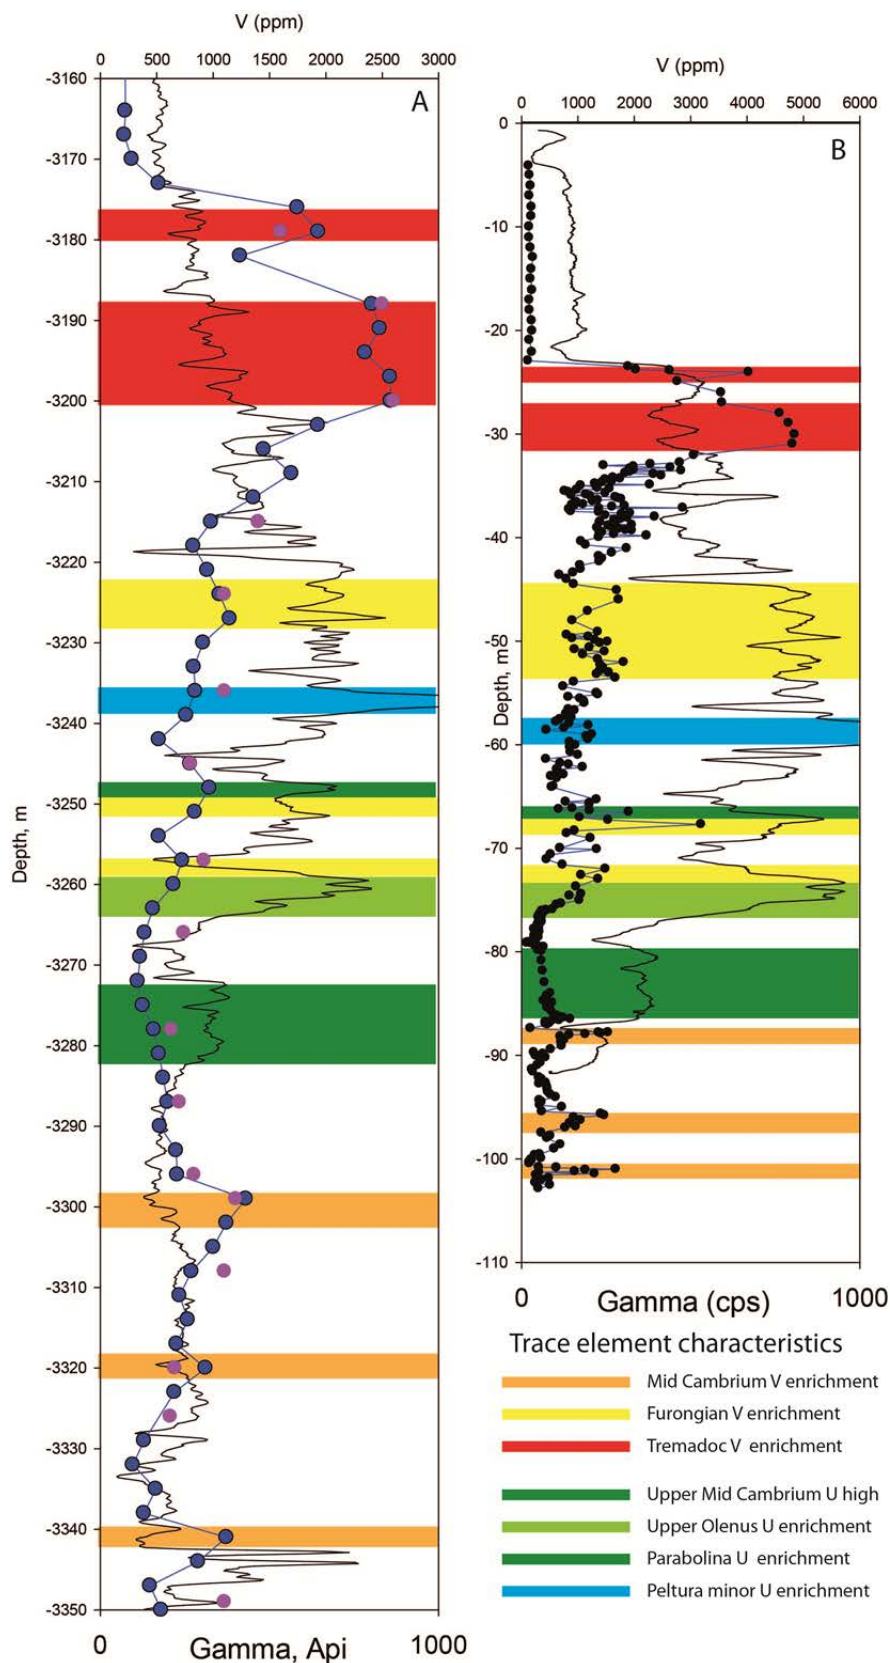 V (ppm)
0 500 1000 1500 2000 2500 3000
A
-3160
-3170
-3180
-3190
-3200
-3210
-3220
-3230
-3240
-3250
-3260
-3270
-3280
-3290
-3300
-3310
-3320
-3330
-3340
-3350
Depth, m
0 1000
Gamma, Api
V (ppm)
0 1000 2000 3000 4000 5000 6000
B
0
-10
-20
-30
-40
-50
-60
-70
-80
-90
-100
-110
Depth, m
0 1000
Gamma (cps)
Trace element characteristics
Mid Cambrium V enrichment
Furongian V enrichment
Tremadoc V enrichment
Upper Mid Cambrium U high
Upper Olenus U enrichment
Parabolina U enrichment
Peltura minor U enrichment